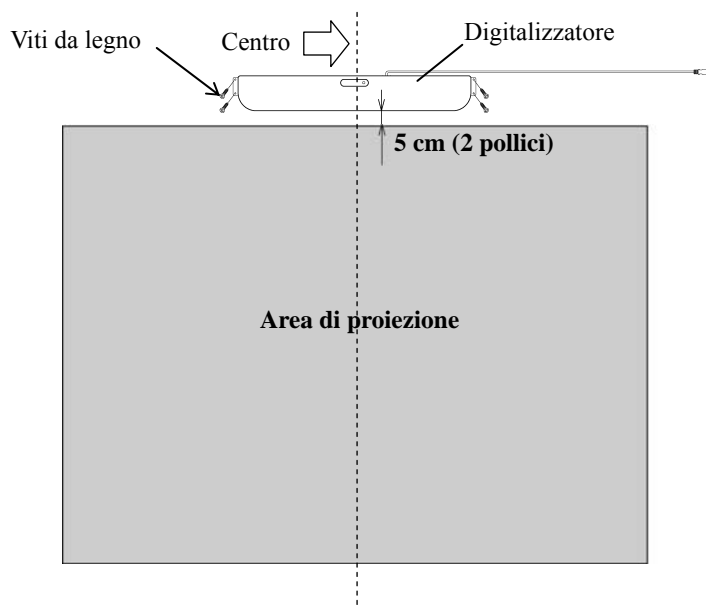 Viti da legno
Centro
Digitalizzatore
5 cm (2 pollici)
Area di proiezione